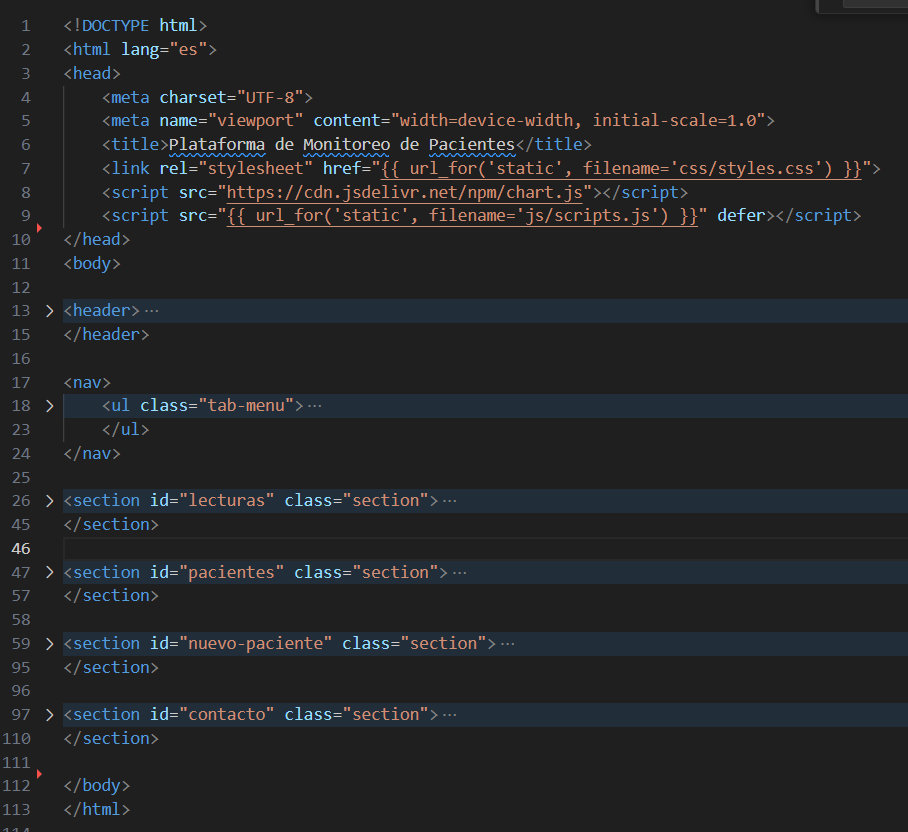 1 <!DOCTYPE html>
2 <html lang="es">
3 <head>
4     <meta charset="UTF-8">
5     <meta name="viewport" content="width=device-width, initial-scale=1.0">
6     <title>Plataforma de Monitoreo de Pacientes</title>
7     <link rel="stylesheet" href="{{ url_for('static', filename='css/styles.css') }}">
8     <script src="https://cdn.jsdelivr.net/npm/chart.js"></script>
9     <script src="{{ url_for('static', filename='js/scripts.js') }}" defer></script>
10 </head>
11 <body>
12
13 > <header>···
15 </header>
16
17 <nav>
18 >     <ul class="tab-menu">···
23     </ul>
24 </nav>
25
26 > <section id="lecturas" class="section">···
45 </section>
46
47 > <section id="pacientes" class="section">···
57 </section>
58
59 > <section id="nuevo-paciente" class="section">···
95 </section>
96
97 > <section id="contacto" class="section">···
110 </section>
111
112 </body>
113 </html>
114